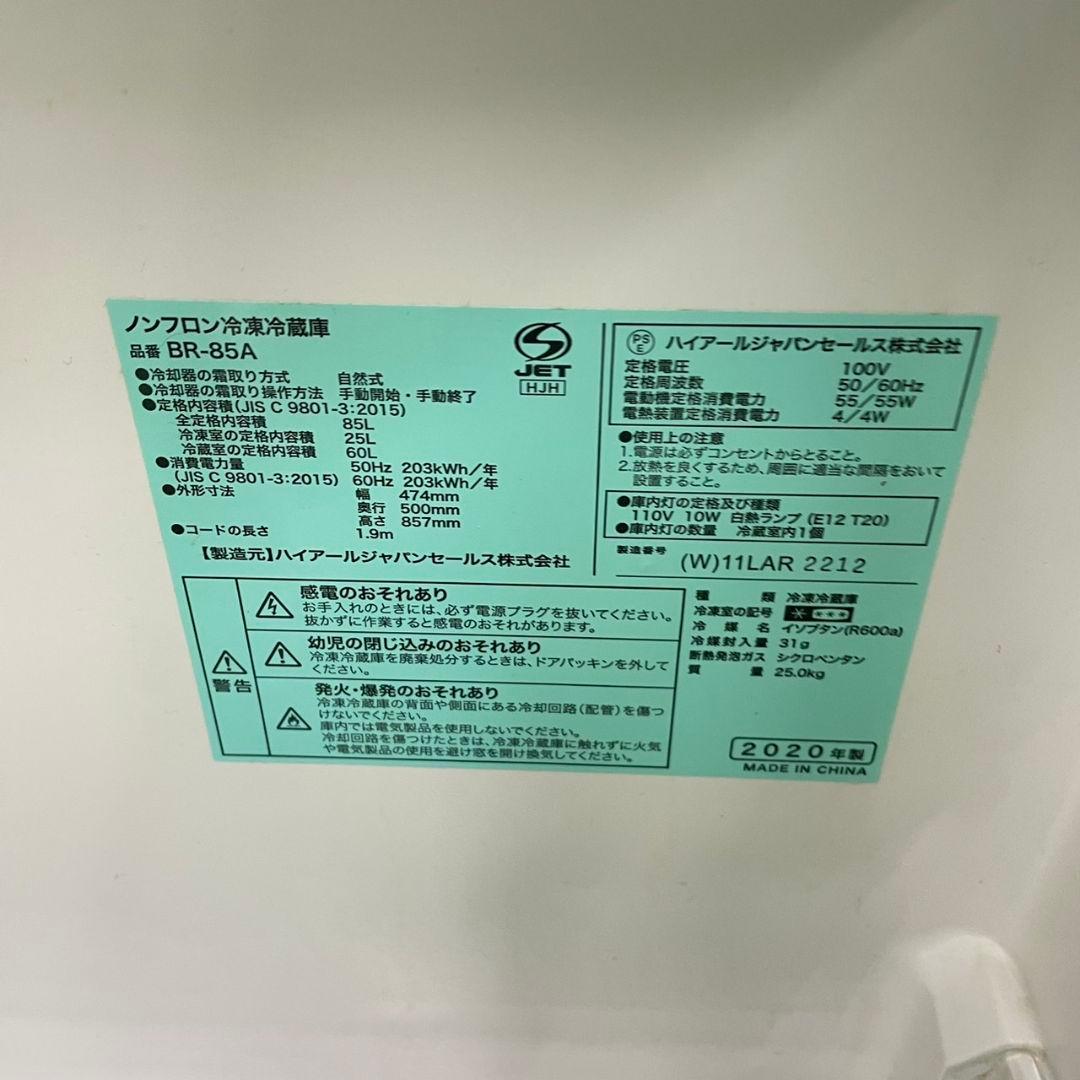 ノンフロン冷凍冷蔵庫
品番 BR-85A
●冷却器の霜取り方式 自然式
●冷却器の霜取り操作方法 手動開始・手動終了
●定格内容積(JIS C 9801-3:2015)
全定格内容積 85L
冷凍室の定格内容積 25L
冷蔵室の定格内容積 60L
●消費電力量 50Hz 203kWh/年
(JIS C 9801-3:2015) 60Hz 203kWh/年
●外形寸法 幅 474mm
奥行 500mm
高さ 857mm
●コードの長さ 1.9m
【製造元】ハイアールジャパンセールス株式会社
S
JET
HJH
PSE ハイアールジャパンセールス株式会社
定格電圧 100V
定格周波数 50/60Hz
電動機定格消費電力 55/55W
電熱装置定格消費電力 4/4W
●使用上の注意
1.電源は必ずコンセントからとること。
2.放熱を良くするため、周囲に適当な間隔をおいて
設置すること。
●庫内灯の定格及び種類
110V 10W 白熱ランプ (E12 T20)
●庫内灯の数量 冷蔵室内1個
製造番号 (W)11LAR 2212
警告
感電のおそれあり
お手入れのときには、必ず電源プラグを抜いてください。
抜かずに作業すると感電のおそれがあります。
幼児の閉じ込めのおそれあり
冷凍冷蔵庫を廃棄処分するときは、ドアパッキンを外して
ください。
発火・爆発のおそれあり
冷凍冷蔵庫の背面や側面にある冷却回路(配管)を傷つ
けないでください。
庫内では電気製品を使用しないでください。
冷却回路を傷つけたときは、冷凍冷蔵庫に触れずに火気
や電気製品の使用を避け窓を開け換気してください。
種類 冷凍冷蔵庫
冷凍室の記号 * ***
冷媒名 イソブタン(R600a)
冷媒封入量 31g
断熱発泡ガス シクロペンタン
質量 25.0kg
2020年製
MADE IN CHINA